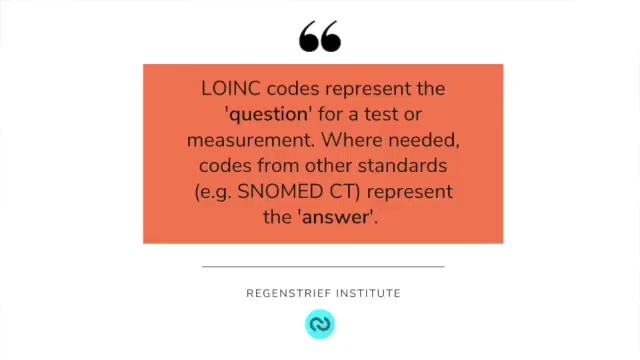 ❝
LOINC codes represent the
'question' for a test or
measurement. Where needed,
codes from other standards
(e.g. SNOMED CT) represent
the 'answer'.
REGENSTRIEF INSTITUTE